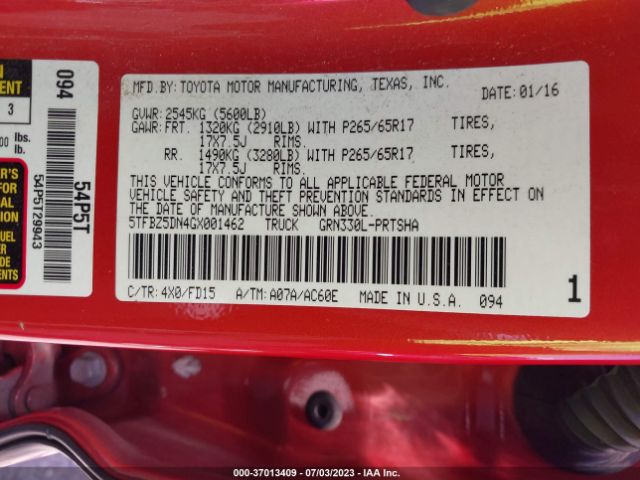 MFD.BY:TOYOTA MOTOR MANUFACTURING, TEXAS, INC.
DATE:01/16
GVWR:2545KG (5600LB)
GAWR:FRT. 1320KG (2910LB) WITH P265/65R17 TIRES,
17X7.5J RIMS.
RR. 1490KG (3280LB) WITH P265/65R17 TIRES,
17X7.5J RIMS.
THIS VEHICLE CONFORMS TO ALL APPLICABLE FEDERAL MOTOR
VEHICLE SAFETY AND THEFT PREVENTION STANDARDS IN EFFECT ON
THE DATE OF MANUFACTURE SHOWN ABOVE.
5TFBZ5DN4GX001462 TRUCK GRN330L-PRTSHA
C/TR:4X0/FD15 A/TM:A07A/AC60E MADE IN U.S.A. 094
1
094
54P5T
54P5T29943
3
lbs.
lb.
000-37013409 - 07/03/2023 - IAA Inc.